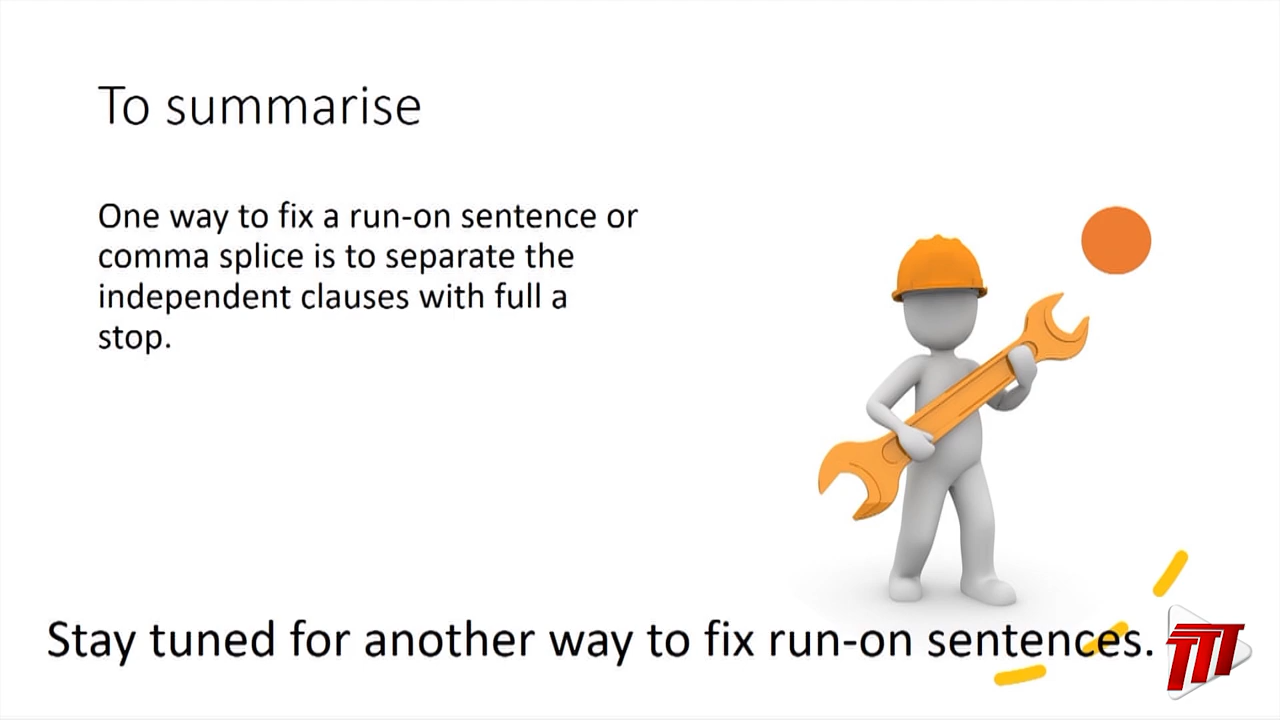 To summarise
One way to fix a run-on sentence or
comma splice is to separate the
independent clauses with full a
stop.
Stay tuned for another way to fix run-on sentences.
TTT